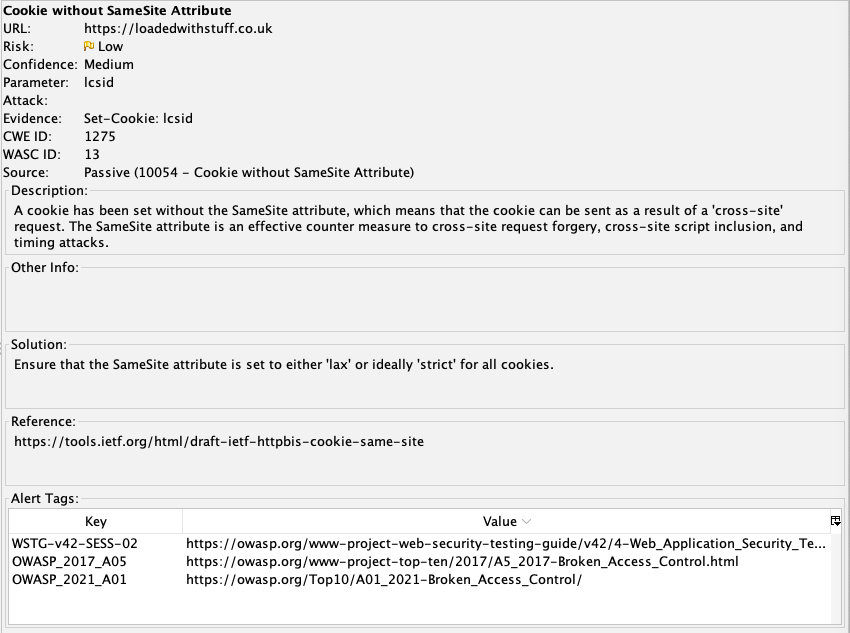 Cookie without SameSite Attribute
URL: https://loadedwithstuff.co.uk
Risk: Low
Confidence: Medium
Parameter: lcsid
Attack:
Evidence: Set-Cookie: lcsid
CWE ID: 1275
WASC ID: 13
Source: Passive (10054 - Cookie without SameSite Attribute)
Description:
A cookie has been set without the SameSite attribute, which means that the cookie can be sent as a result of a 'cross-site'
request. The SameSite attribute is an effective counter measure to cross-site request forgery, cross-site script inclusion, and
timing attacks.
Other Info:
Solution:
Ensure that the SameSite attribute is set to either 'lax' or ideally 'strict' for all cookies.
Reference:
https://tools.ietf.org/html/draft-ietf-httpbis-cookie-same-site
Alert Tags:
Key Value
WSTG-v42-SESS-02 https://owasp.org/www-project-web-security-testing-guide/v42/4-Web_Application_Security_Te...
OWASP_2017_A05 https://owasp.org/www-project-top-ten/2017/A5_2017-Broken_Access_Control.html
OWASP_2021_A01 https://owasp.org/Top10/A01_2021-Broken_Access_Control/